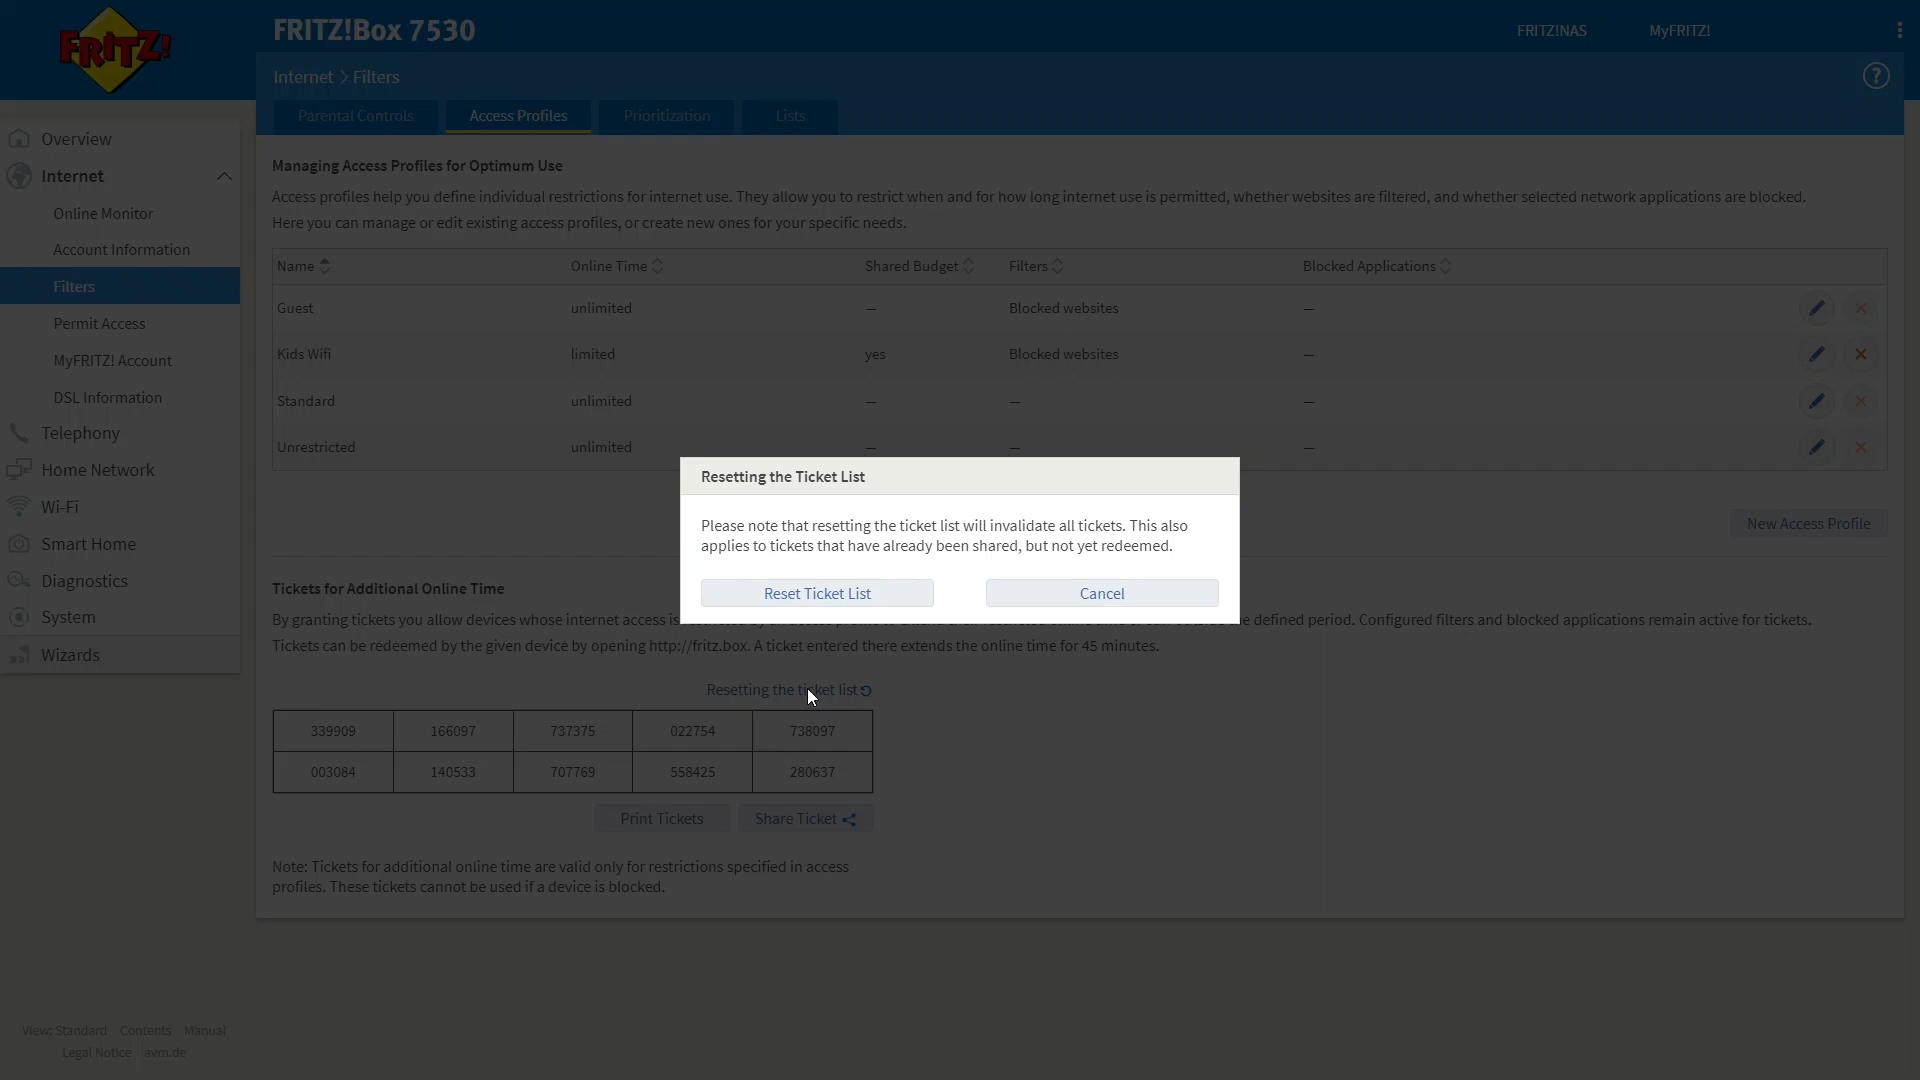 FRITZ!
FRITZ!Box 7530
FRITZ!NAS
MyFRITZ!
Internet > Filters
?
Parental Controls
Access Profiles
Prioritization
Lists
Overview
Internet
Online Monitor
Account Information
Filters
Permit Access
MyFRITZ! Account
DSL Information
Telephony
Home Network
Wi-Fi
Smart Home
Diagnostics
System
Wizards
Managing Access Profiles for Optimum Use
Access profiles help you define individual restrictions for internet use. They allow you to restrict when and for how long internet use is permitted, whether websites are filtered, and whether selected network applications are blocked.
Here you can manage or edit existing access profiles, or create new ones for your specific needs.
Name Online Time Shared Budget Filters Blocked Applications
Guest unlimited — Blocked websites —
Kids Wifi limited yes Blocked websites —
Standard unlimited — — —
Unrestricted unlimited — — —
New Access Profile
Resetting the Ticket List
Please note that resetting the ticket list will invalidate all tickets. This also
applies to tickets that have already been shared, but not yet redeemed.
Reset Ticket List
Cancel
Tickets for Additional Online Time
By granting tickets you allow devices whose internet access is defined period. Configured filters and blocked applications remain active for tickets.
Tickets can be redeemed by the given device by opening http://fritz.box. A ticket entered there extends the online time for 45 minutes.
Resetting the ticket list
339909 166097 737375 022754 738097
003084 140533 707769 558425 280637
Print Tickets
Share Ticket
Note: Tickets for additional online time are valid only for restrictions specified in access
profiles. These tickets cannot be used if a device is blocked.
View: Standard Contents Manual
Legal Notice avm.de